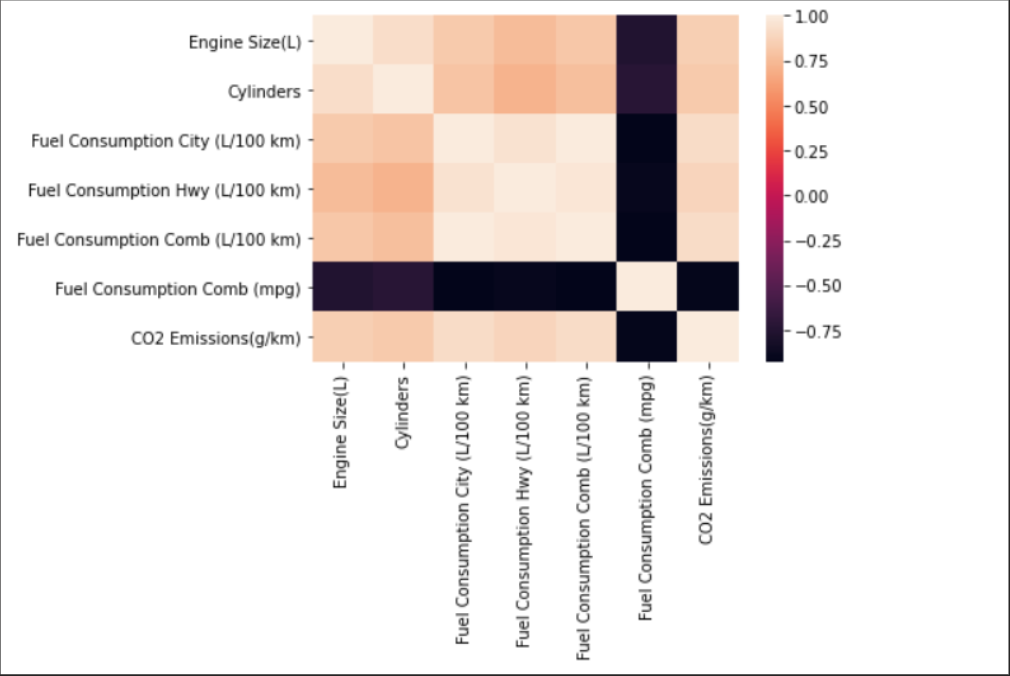 Engine Size(L)
Cylinders
Fuel Consumption City (L/100 km)
Fuel Consumption Hwy (L/100 km)
Fuel Consumption Comb (L/100 km)
Fuel Consumption Comb (mpg)
CO2 Emissions(g/km)
1.00
0.75
0.50
0.25
0.00
−0.25
−0.50
−0.75
Engine Size(L)
Cylinders
Fuel Consumption City (L/100 km)
Fuel Consumption Hwy (L/100 km)
Fuel Consumption Comb (L/100 km)
Fuel Consumption Comb (mpg)
CO2 Emissions(g/km)